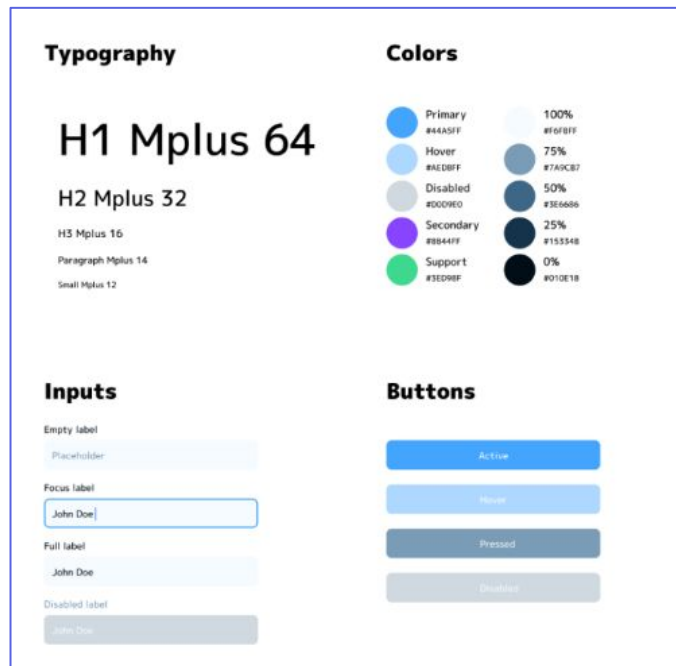 Typography
H1 Mplus 64
H2 Mplus 32
H3 Mplus 16
Paragraph Mplus 14
Small Mplus 12
Colors
Primary
#44A5FF
Hover
#AED8FF
Disabled
#D0D9E0
Secondary
#8B44FF
Support
#3ED98F
100%
#F6FBFF
75%
#7A9CB7
50%
#3E6686
25%
#15334B
0%
#010E18
Inputs
Empty label
Placeholder
Focus label
John Doe
Full label
John Doe
Disabled label
John Doe
Buttons
Active
Hover
Pressed
Disabled